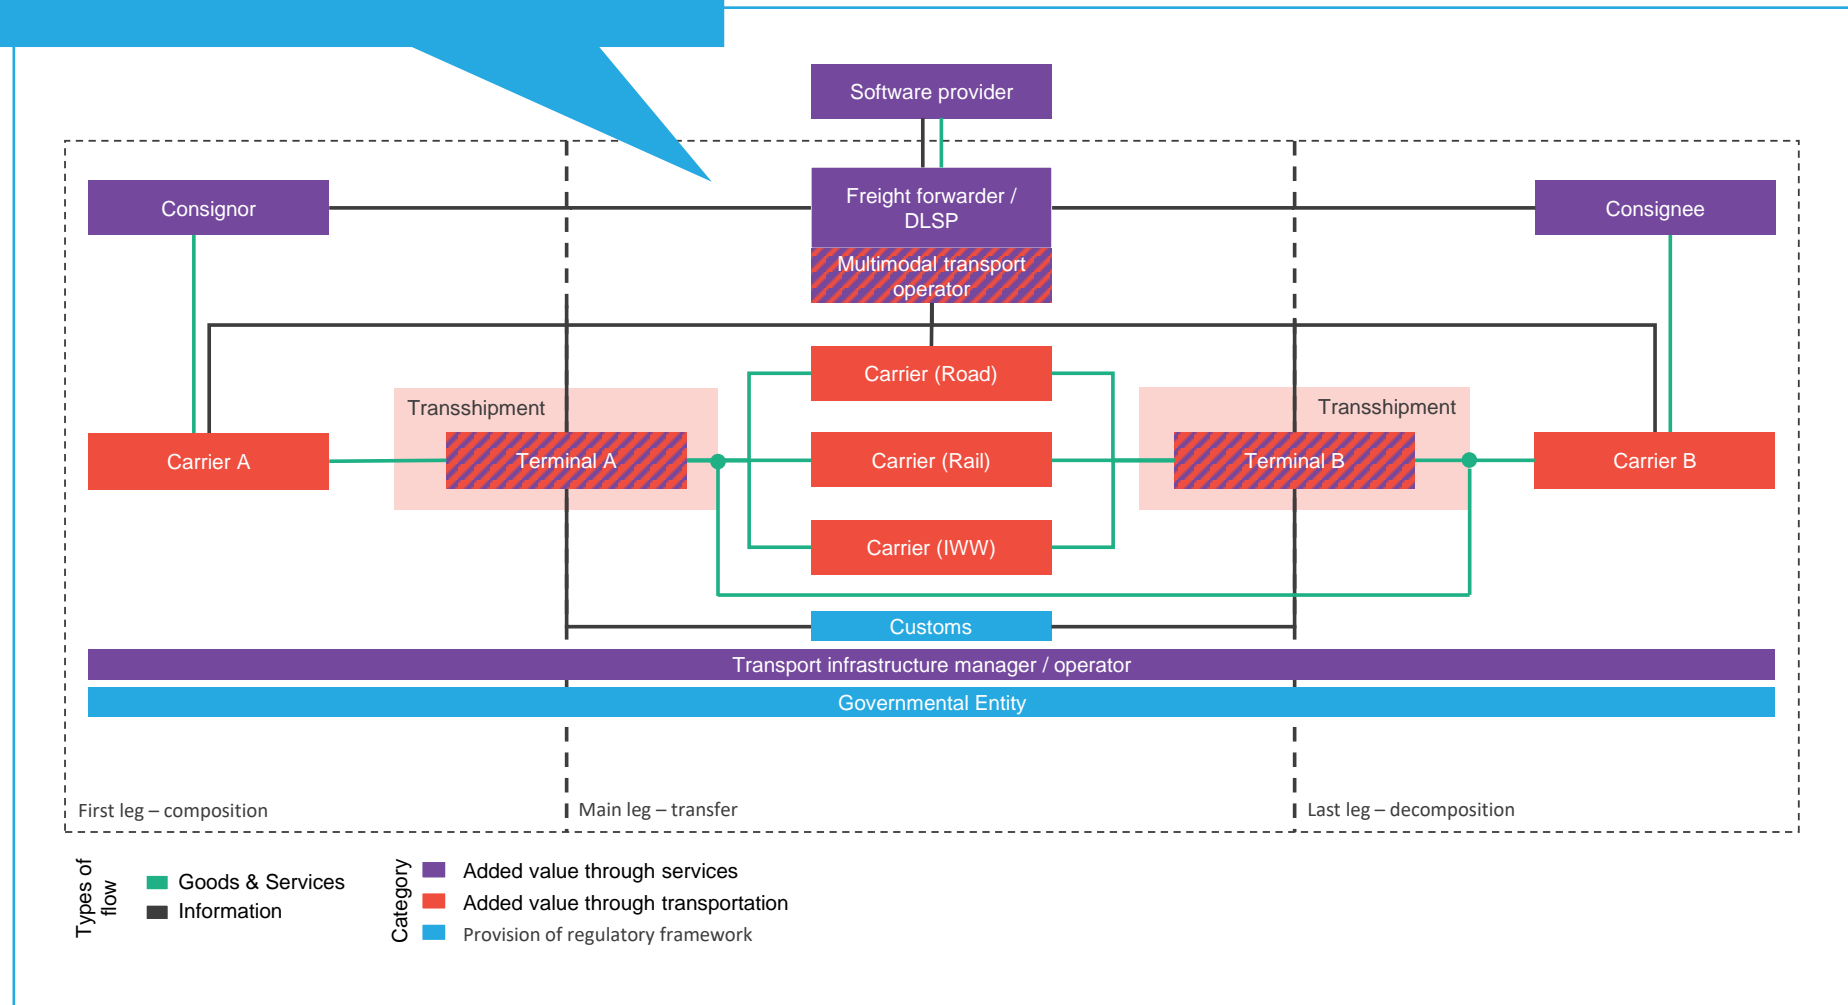 Software provider
Consignor
Freight forwarder /
DLSP
Consignee
Multimodal transport
operator
Carrier (Road)
Transshipment
Transshipment
Carrier A
Terminal A
Carrier (Rail)
Terminal B
Carrier B
Carrier (IWW)
Customs
Transport infrastructure manager / operator
Governmental Entity
First leg – composition
Main leg – transfer
Last leg – decomposition
Types of
flow
Goods & Services
Information
Category
Added value through services
Added value through transportation
Provision of regulatory framework